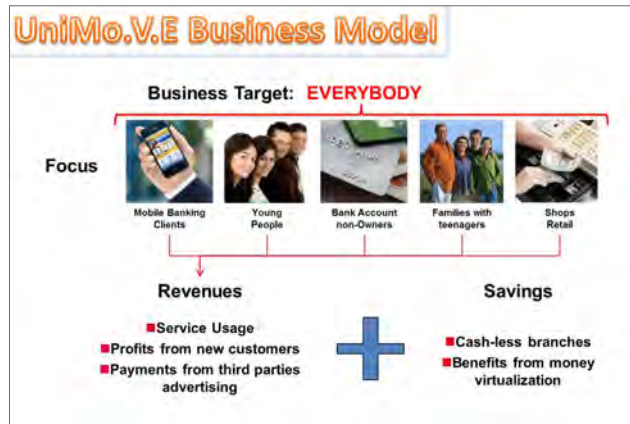 UniMo.V.E Business Model
Business Target: EVERYBODY
Focus
Mobile Banking
Clients
Young
People
Bank Account
non-Owners
Families with
teenagers
Shops
Retail
Revenues
Savings
Service Usage
Profits from new customers
Payments from third parties
advertising
Cash-less branches
Benefits from money
virtualization